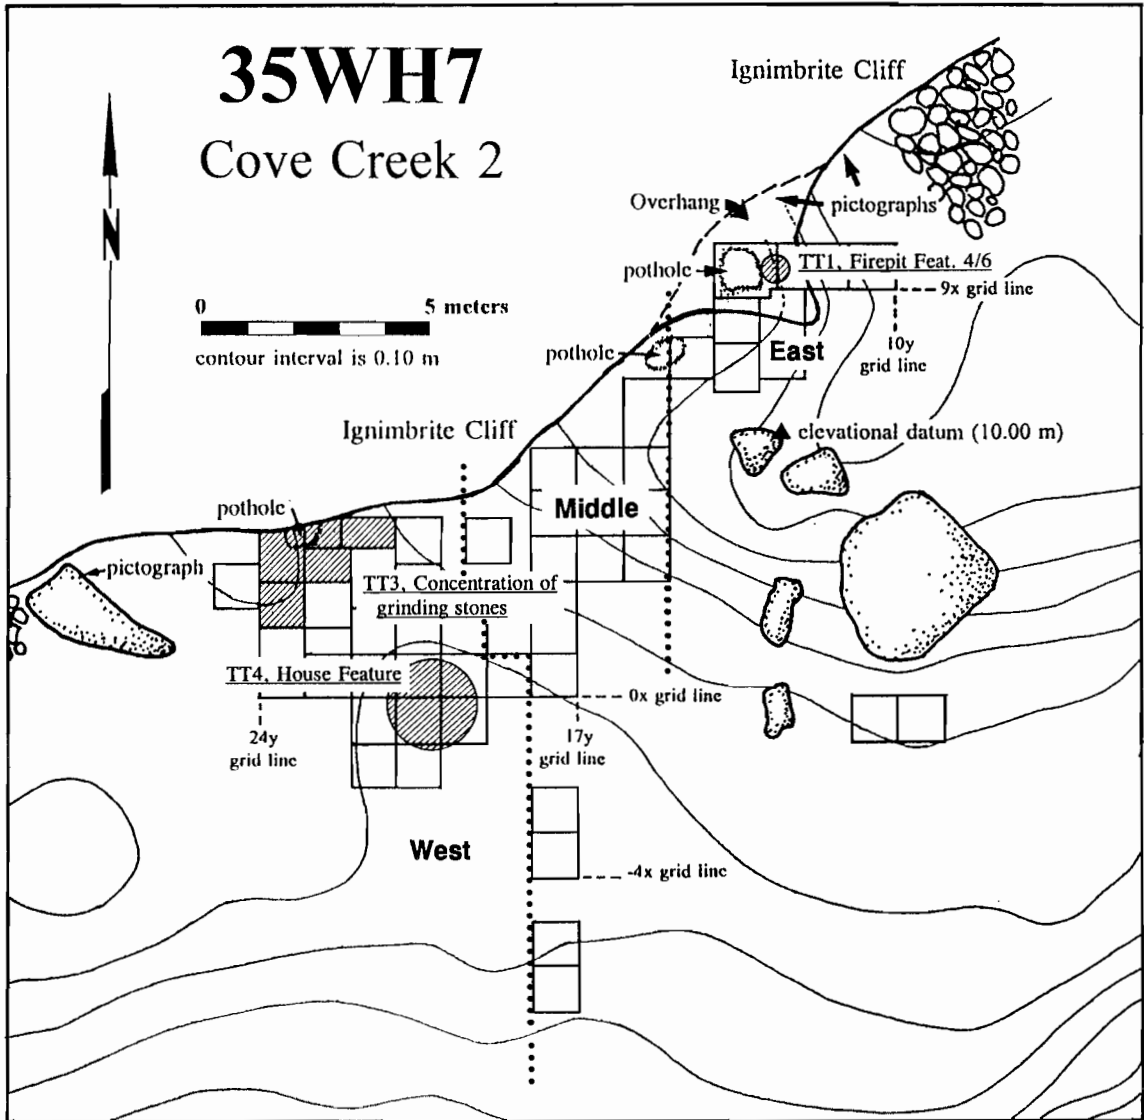 35WH7
Cove Creek 2
Ignimbrite Cliff
N
Overhang
pictographs
pothole
TT1, Firepit Feat. 4/6
0 5 meters
contour interval is 0.10 m
9x grid line
10y
grid line
pothole
East
Ignimbrite Cliff
elevational datum (10.00 m)
pothole
Middle
pictograph
TT3, Concentration of
grinding stones
TT4, House Feature
0x grid line
24y
grid line
17y
grid line
West
-4x grid line